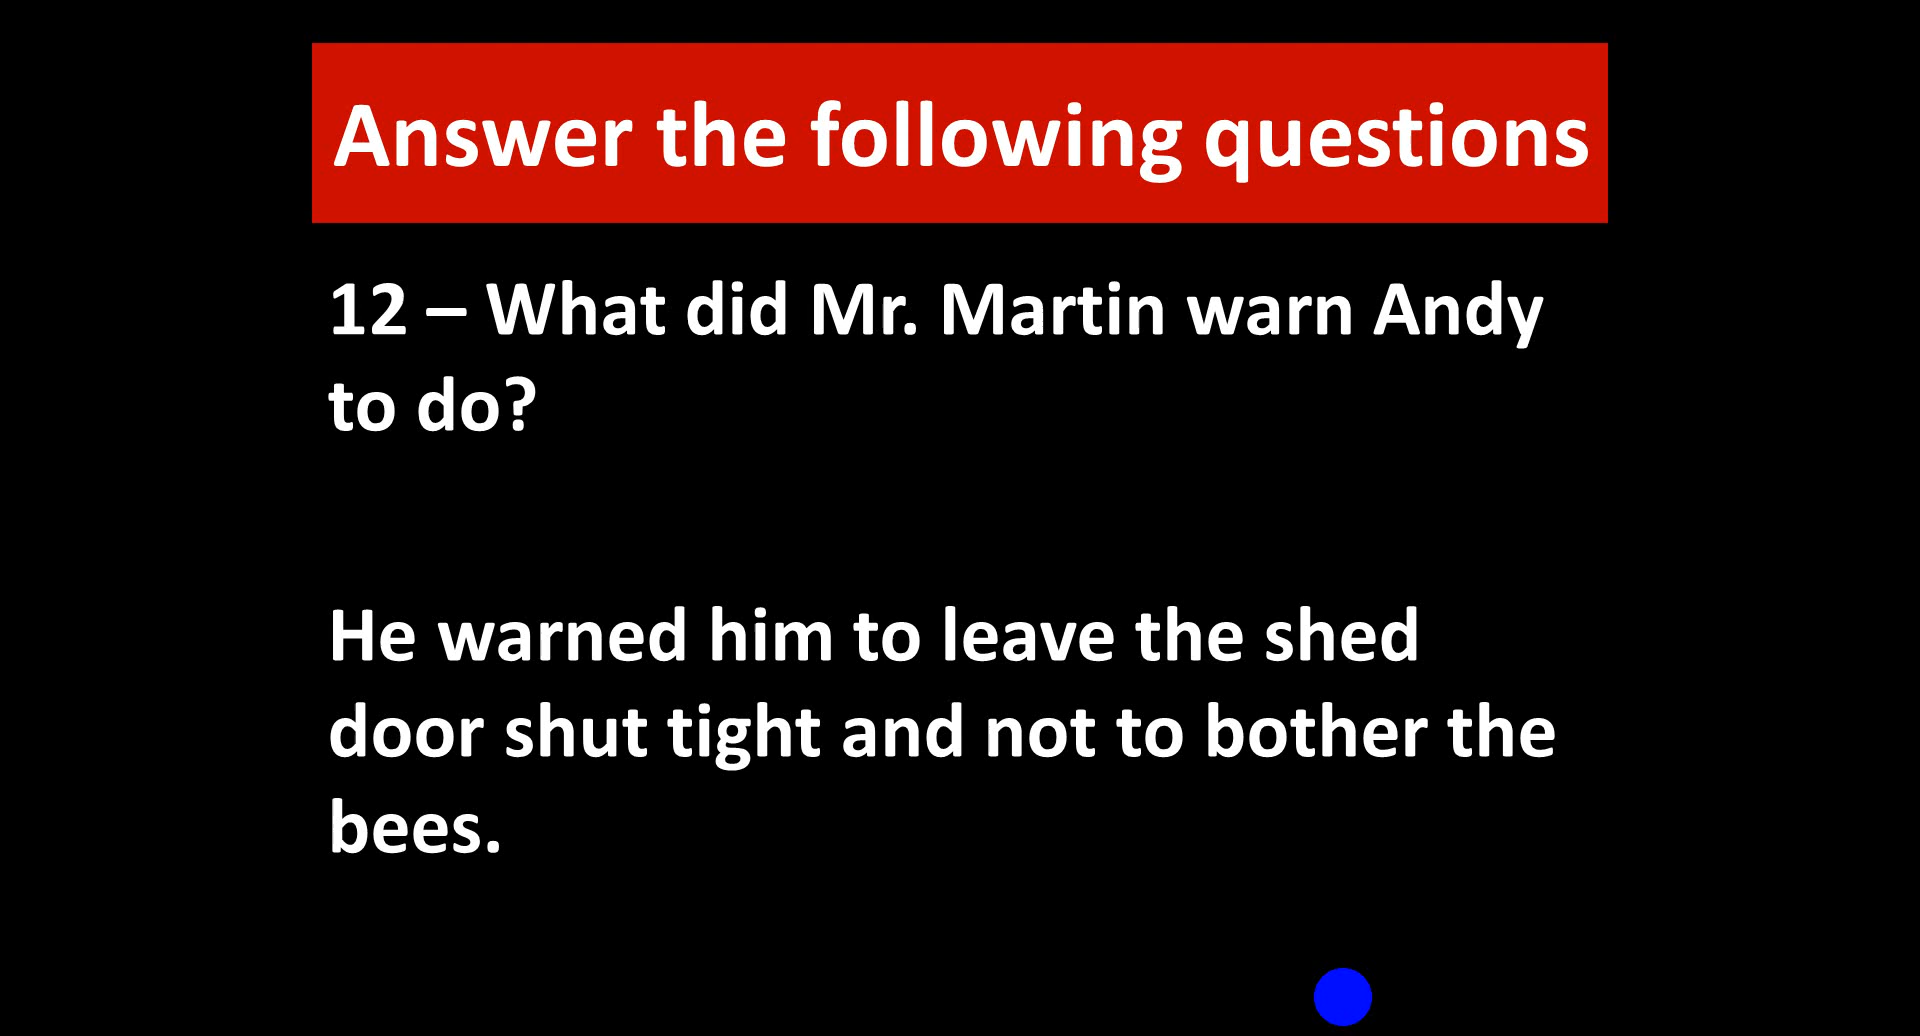 Answer the following questions
12 – What did Mr. Martin warn Andy
to do?
He warned him to leave the shed
door shut tight and not to bother the
bees.